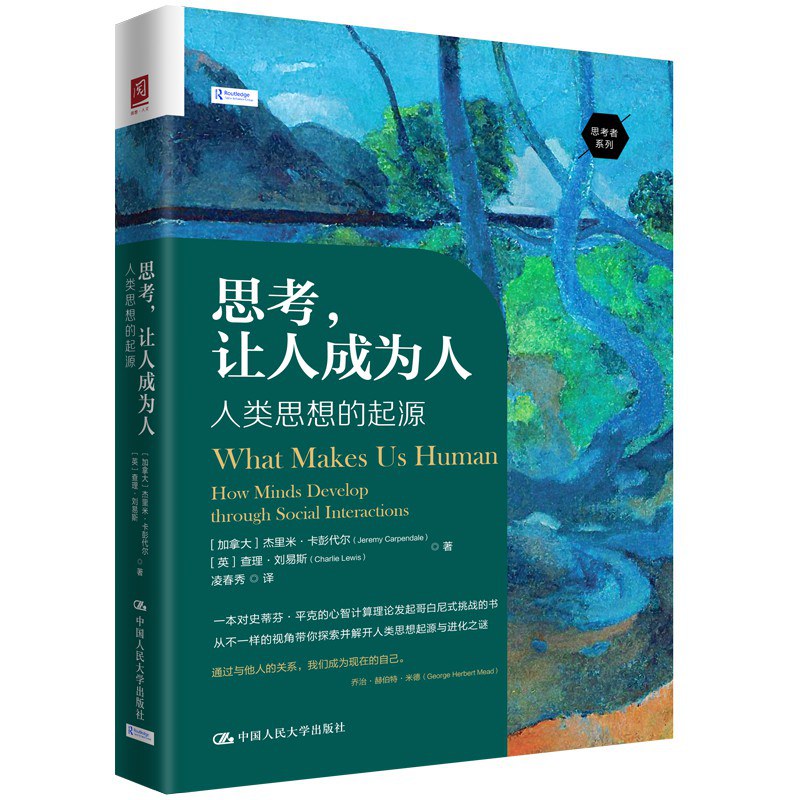 阅
Routledge
思考者
系列
思考，
让人成为人
人类思想的起源
What Makes Us Human
How Minds Develop
through Social Interactions
［加拿大］杰里米·卡彭代尔（Jeremy Carpendale）
［英］查理·刘易斯（Charlie Lewis）
◎ 著
凌春秀 ◎ 译
一本对史蒂芬·平克的心智计算理论发起哥白尼式挑战的书
从不一样的视角带你探索并解开人类思想起源与进化之谜
通过与他人的关系，我们成为现在的自己。
乔治·赫伯特·米德（George Herbert Mead）
中国人民大学出版社
思考，让人成为人
人类思想的起源
［加拿大］杰里米·卡彭代尔
［英］查理·刘易斯
◎ 著
中国人民大学出版社
Routledge